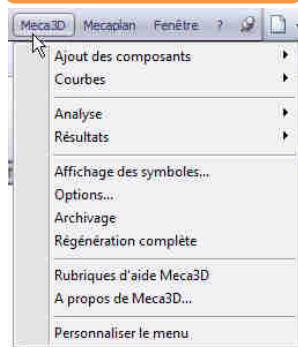 Meca3D Mecaplan Fenêtre ?
Ajout des composants
Courbes
Analyse
Résultats
Affichage des symboles...
Options...
Archivage
Régénération complète
Rubriques d'aide Meca3D
A propos de Meca3D...
Personnaliser le menu